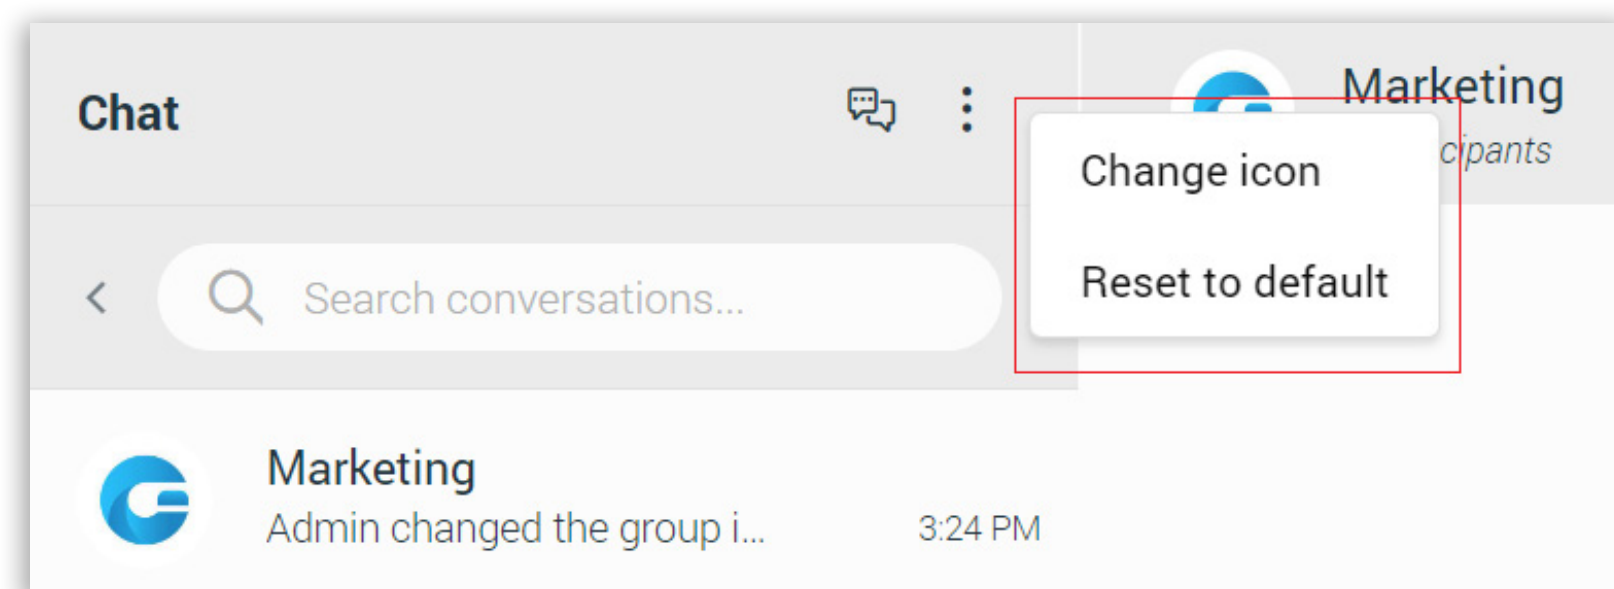 Chat
Marketing
cipants
Change icon
Reset to default
Search conversations...
Marketing
Admin changed the group i...
3:24 PM